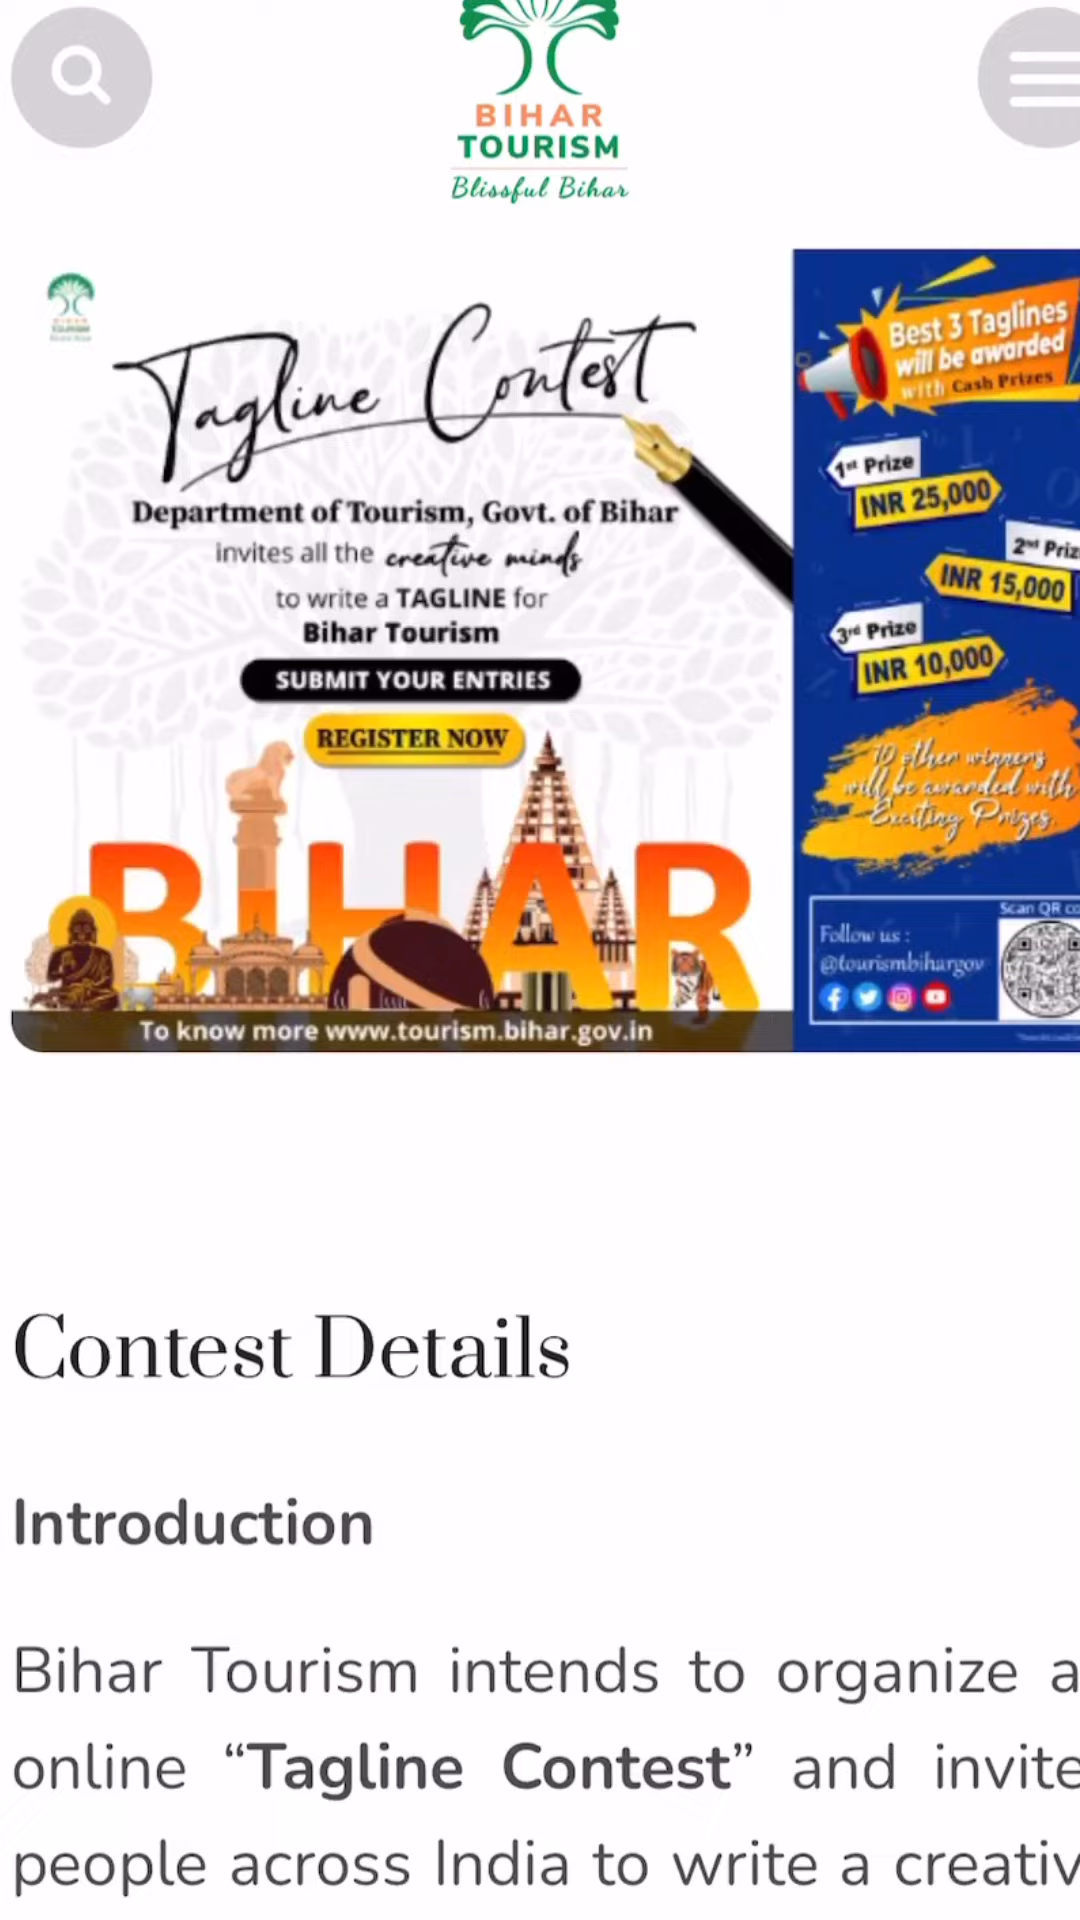 BIHAR
TOURISM
Blissful Bihar
Tagline Contest
Department of Tourism, Govt. of Bihar
invites all the creative minds
to write a TAGLINE for
Bihar Tourism
SUBMIT YOUR ENTRIES
REGISTER NOW
BIHAR
To know more www.tourism.bihar.gov.in
Best 3 Taglines
will be awarded
with Cash Prizes
1st Prize
INR 25,000
2nd Priz
INR 15,000
3rd Prize
INR 10,000
10 other winners
will be awarded with
Exciting Prizes.
Scan QR co
Follow us :
@tourismbihargov
Contest Details
Introduction
Bihar Tourism intends to organize a
online “Tagline Contest” and invite
people across India to write a creativ